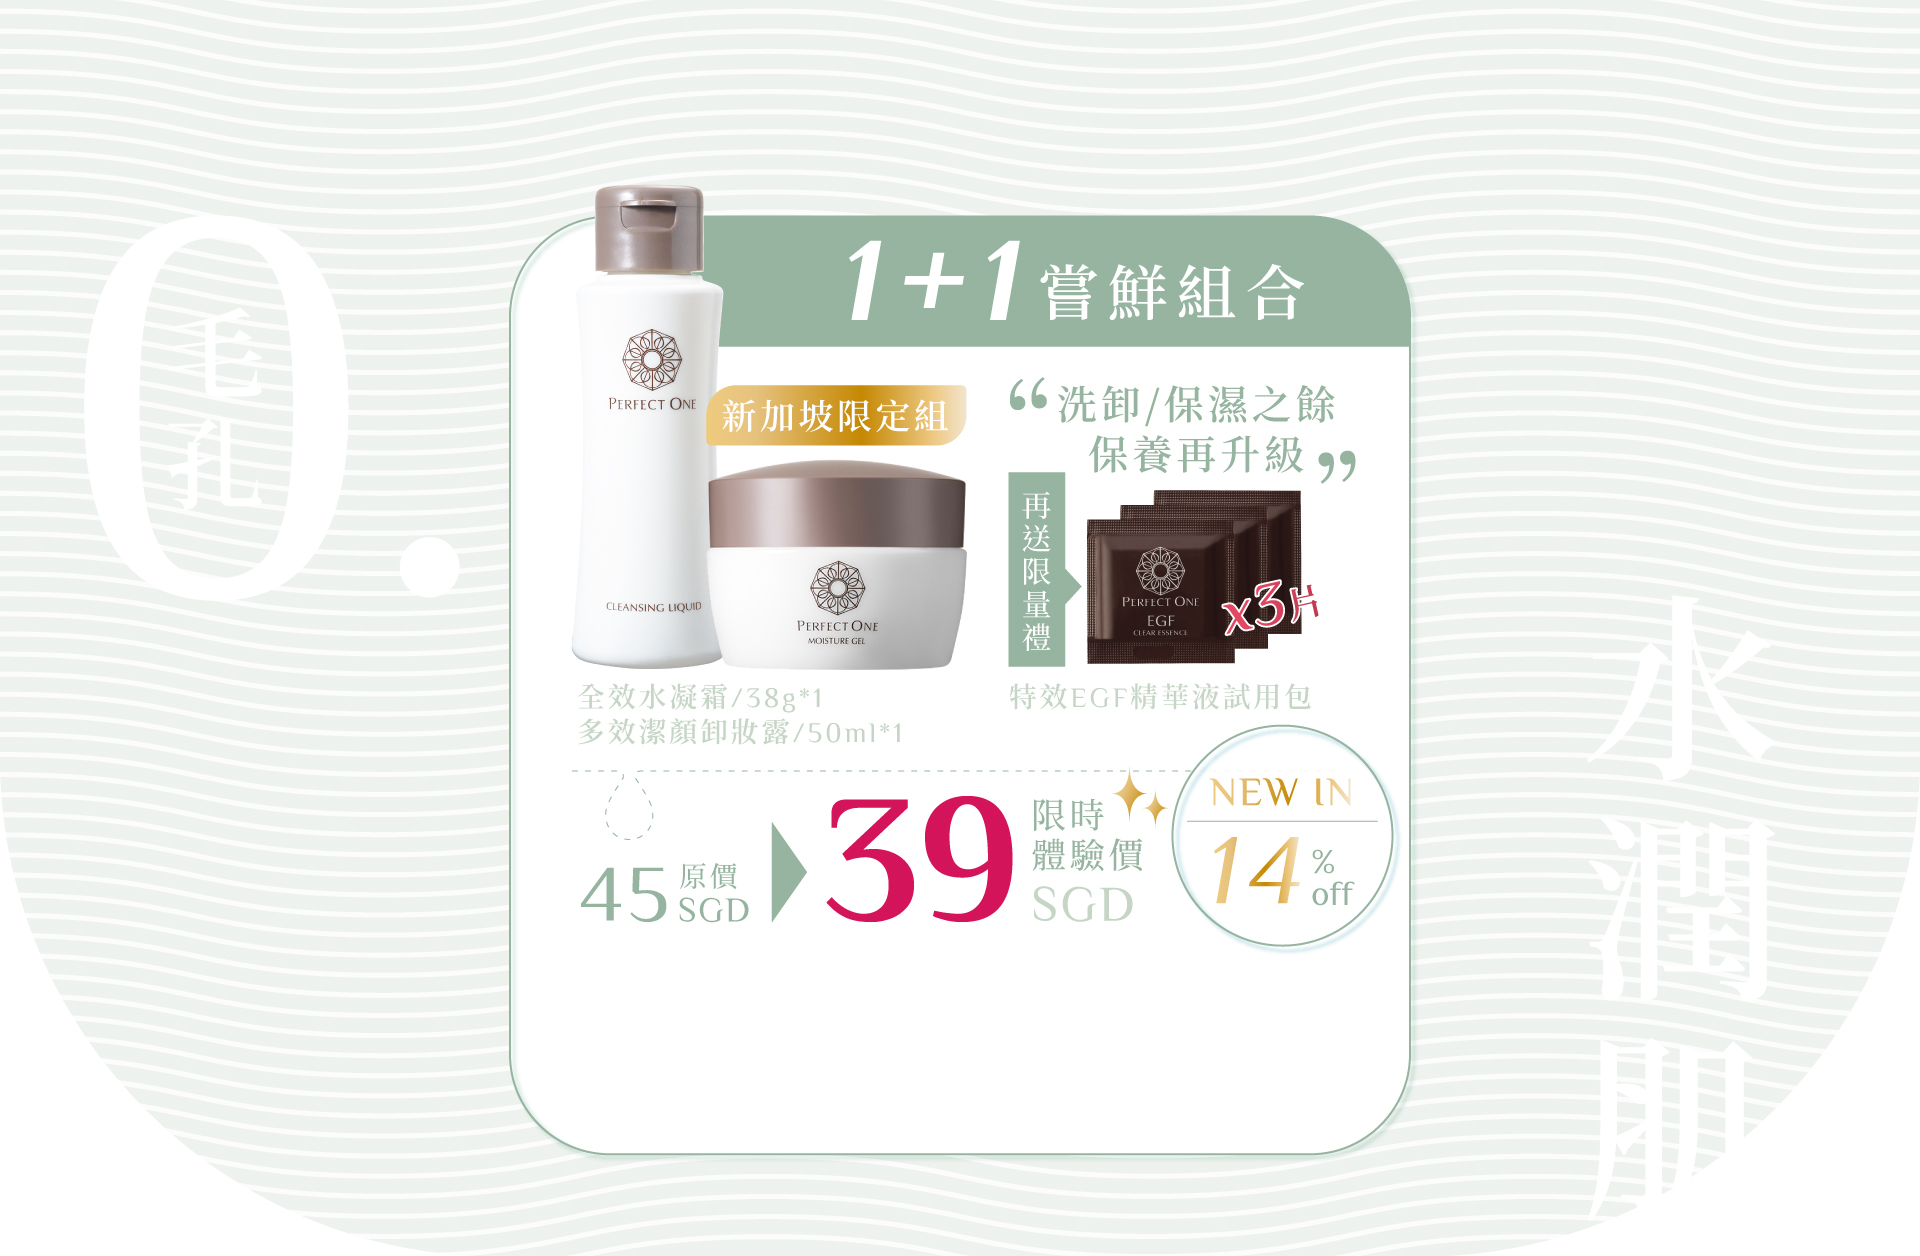 0.
毛孔
1+1嘗鮮組合
PERFECT ONE
CLEANSING LIQUID
新加坡限定組
PERFECT ONE
MOISTURE GEL
“洗卸/保濕之餘
保養再升級”
再送限量禮
PERFECT ONE
EGF
CLEAR ESSENCE
x3片
全效水凝霜/38g*1
多效潔顏卸妝露/50ml*1
特效EGF精華液試用包
45 原價
SGD
39 限時
體驗價
SGD
NEW IN
14 %
off
水潤肌